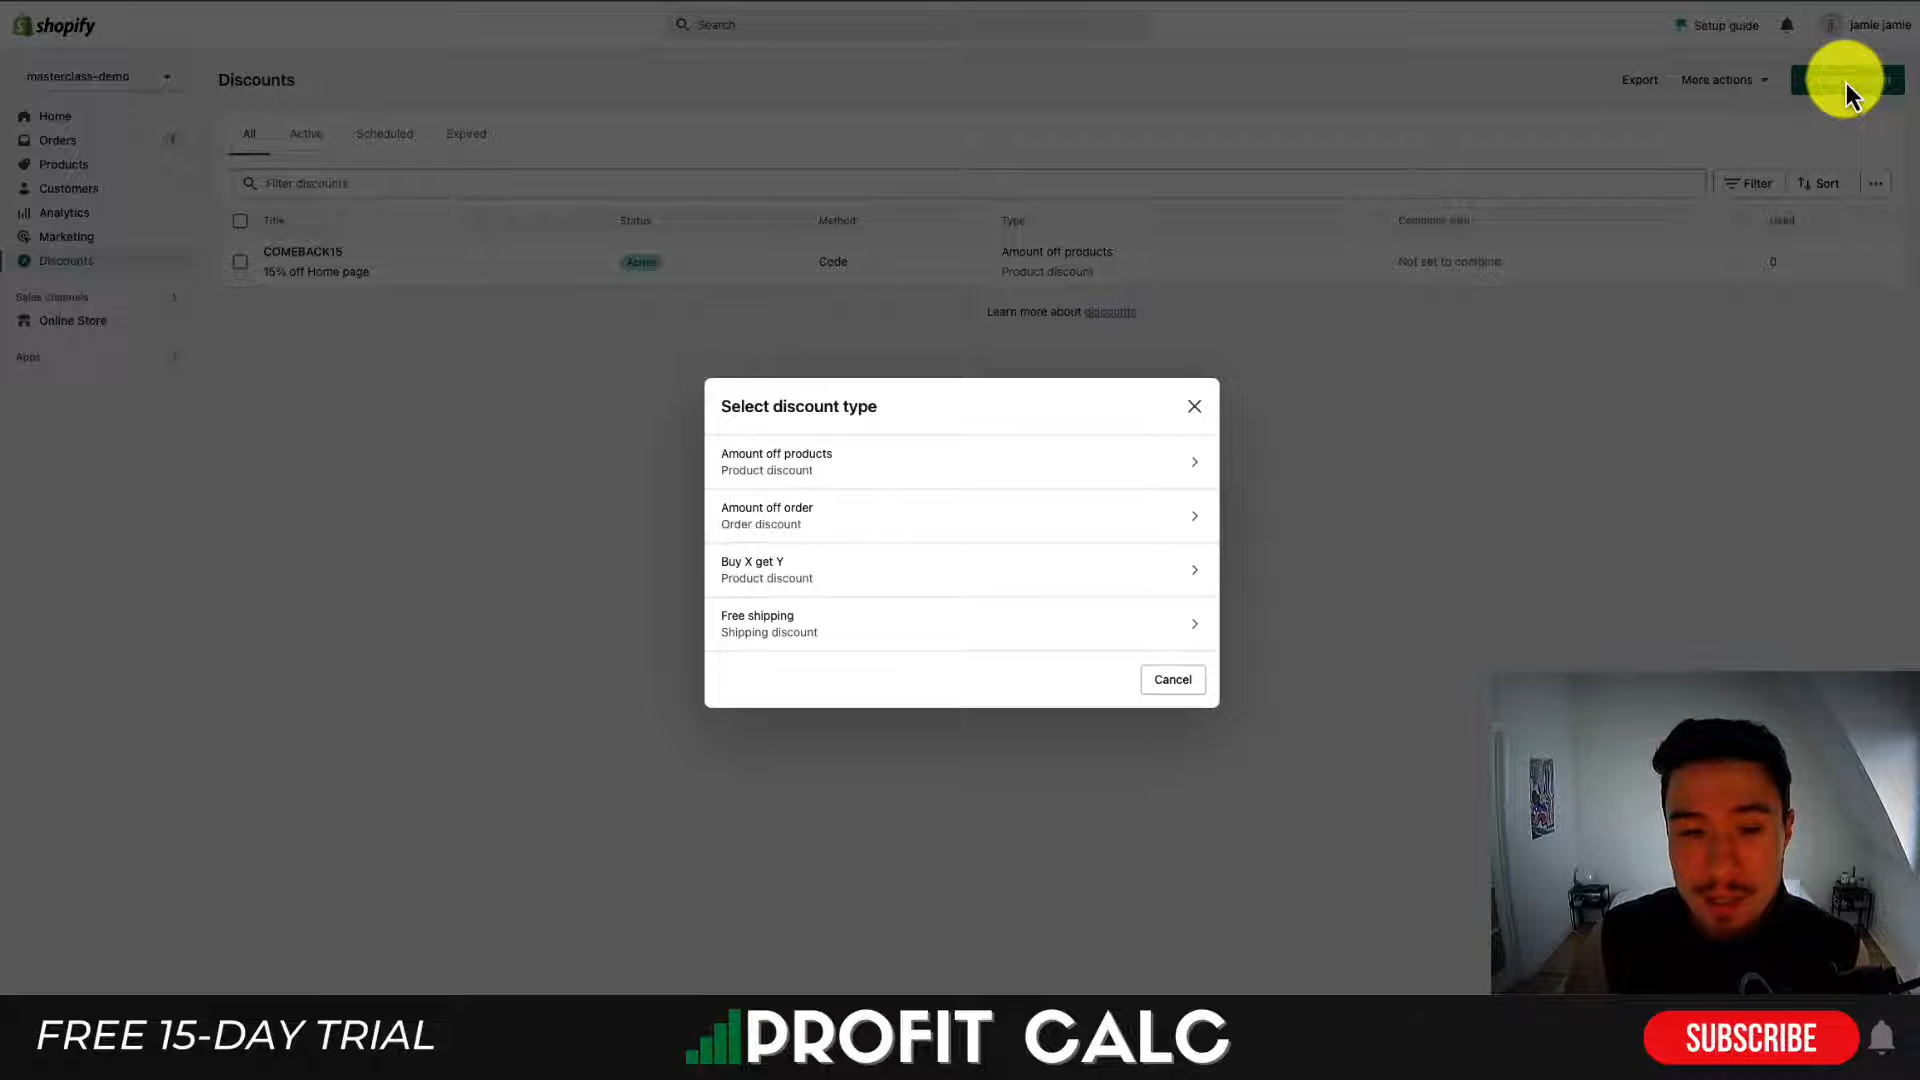 shopify
Search
Setup guide
jamie jamie
masterclass-demo
Discounts
Export
More actions
Home
Orders
Products
Customers
Analytics
Marketing
Discounts
Sales channels
Online Store
Apps
All
Active
Scheduled
Expired
Filter discounts
Filter
Sort
Title
Status
Method
Type
Used
COMEBACK15
15% off Home page
Active
Code
Amount off products
Product discount
Not set to combine
0
Learn more about discounts
Select discount type
Amount off products
Product discount
Amount off order
Order discount
Buy X get Y
Product discount
Free shipping
Shipping discount
Cancel
FREE 15-DAY TRIAL
PROFIT CALC
SUBSCRIBE